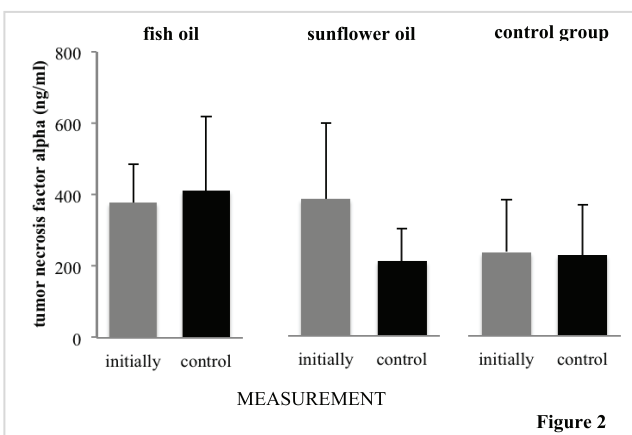 fish oil
sunflower oil
control group
tumor necrosis factor alpha (ng/ml)
800
600
400
200
0
initially
control
initially
control
initially
control
MEASUREMENT
Figure 2